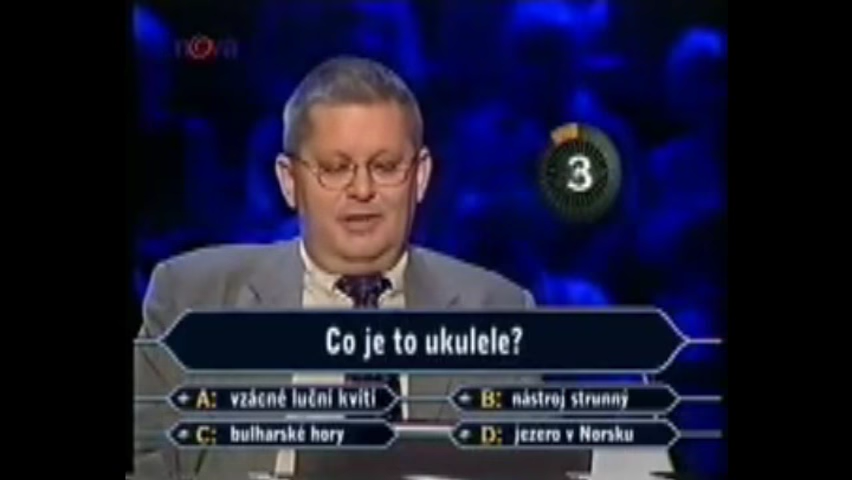 nova
3
Co je to ukulele?
A: vzácné luční kvítí
B: nástroj strunný
C: bulharské hory
D: jezero v Norsku